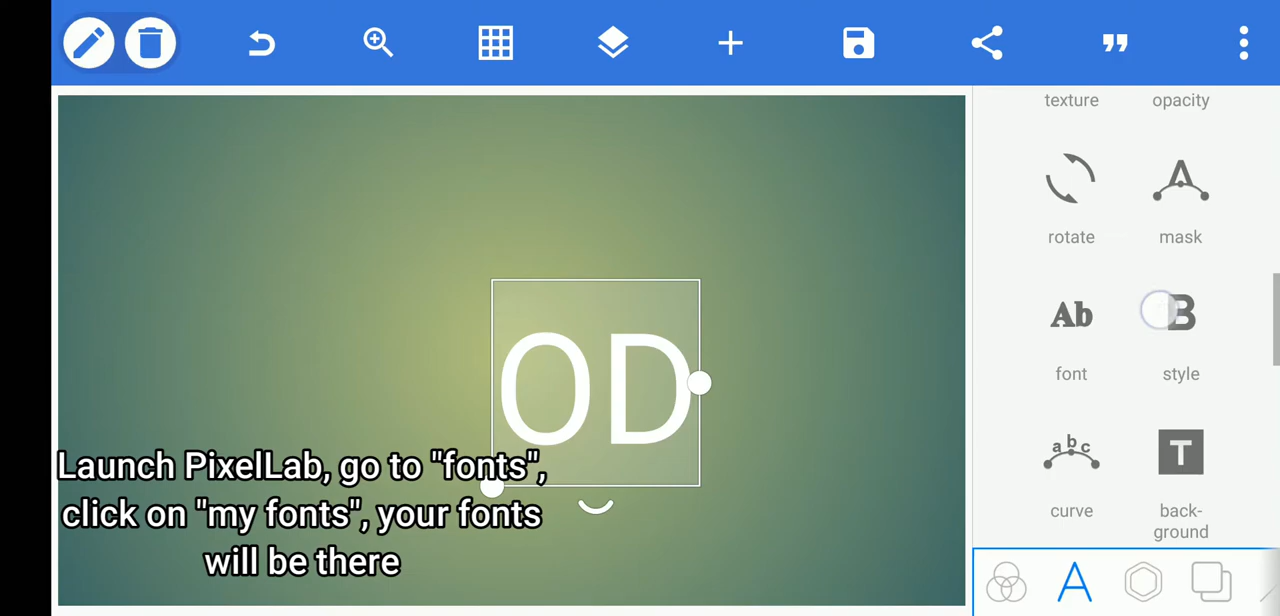 texture opacity
rotate mask
Ab B
font style
OD
a b c T
curve back-
ground
Launch PixelLab, go to "fonts",
click on "my fonts", your fonts
will be there
A